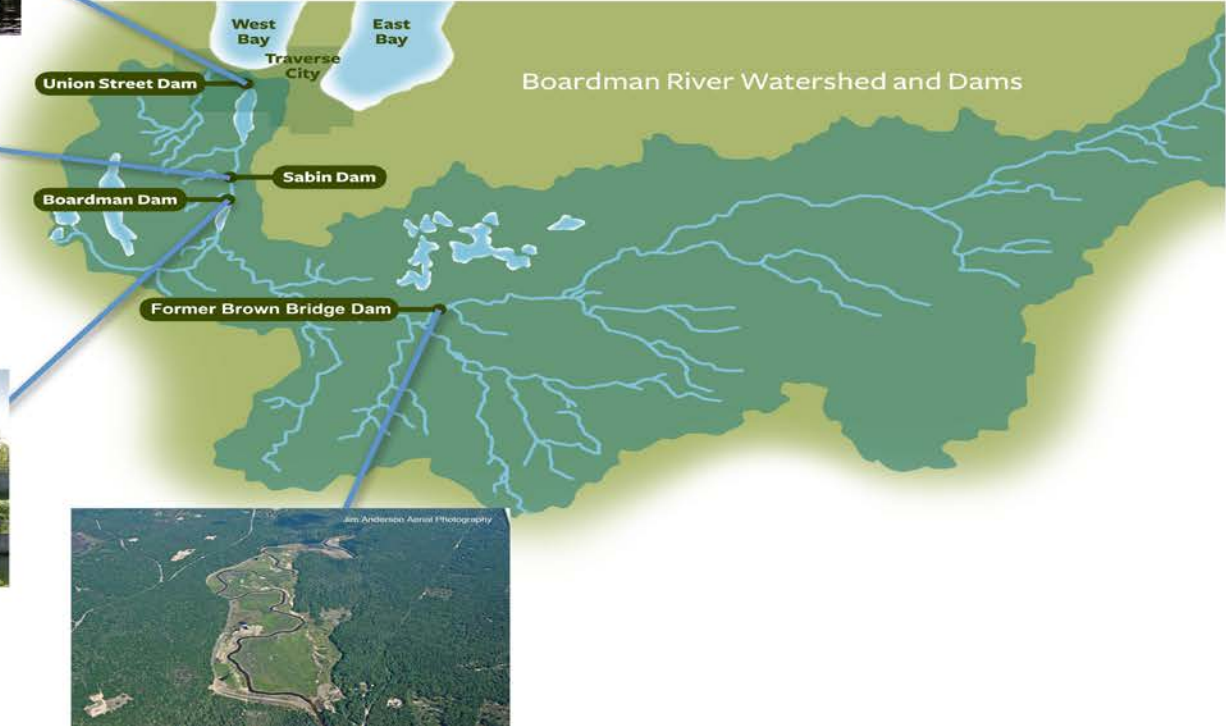 West
Bay
East
Bay
Traverse
City
Union Street Dam
Boardman River Watershed and Dams
Sabin Dam
Boardman Dam
Former Brown Bridge Dam
Jim Anderson Aerial Photography